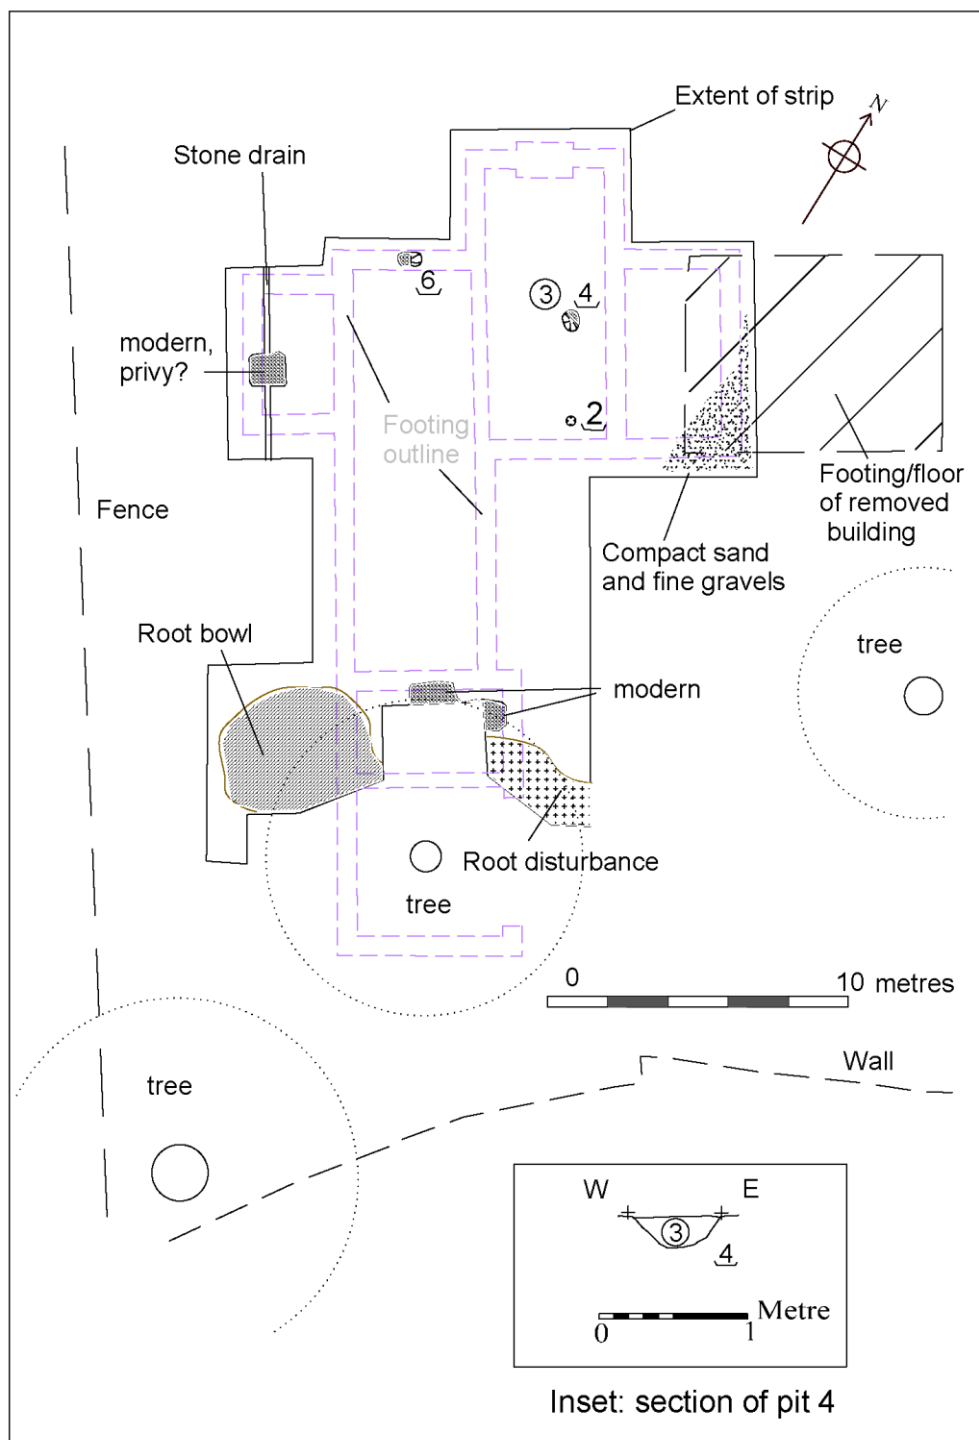 Extent of strip
N
Stone drain
6
3
4
modern,
privy?
2
Footing
outline
Footing/floor
of removed
building
Fence
Compact sand
and fine gravels
Root bowl
tree
modern
Root disturbance
tree
0
10 metres
Wall
tree
W
E
3
4
Metre
0
1
Inset: section of pit 4